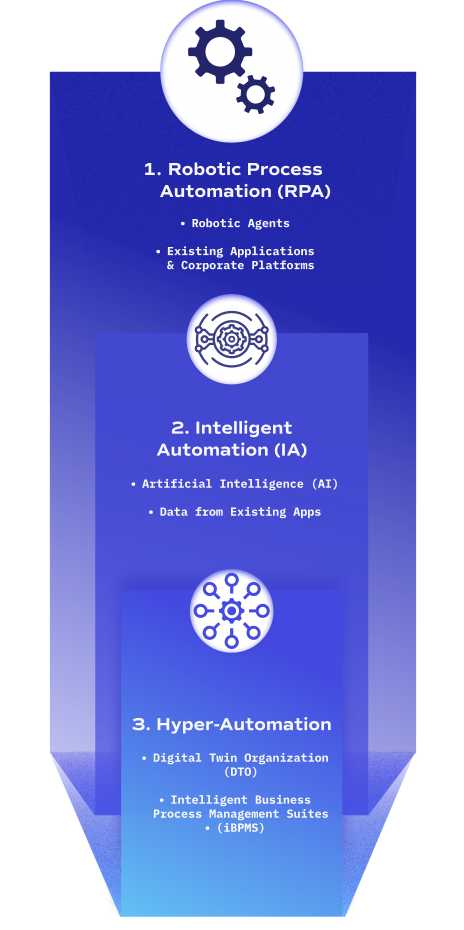 1. Robotic Process
Automation (RPA)
• Robotic Agents
• Existing Applications
& Corporate Platforms
2. Intelligent
Automation (IA)
• Artificial Intelligence (AI)
• Data from Existing Apps
3. Hyper-Automation
• Digital Twin Organization
(DTO)
• Intelligent Business
Process Management Suites
• (iBPMS)